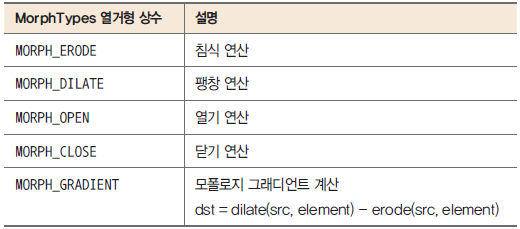 MorphTypes 열거형 상수 설명
MORPH_ERODE 침식 연산
MORPH_DILATE 팽창 연산
MORPH_OPEN 열기 연산
MORPH_CLOSE 닫기 연산
MORPH_GRADIENT 모폴로지 그래디언트 계산
dst = dilate(src, element) - erode(src, element)